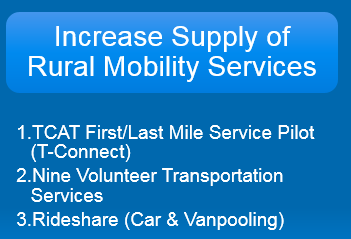 Increase Supply of
Rural Mobility Services
1.TCAT First/Last Mile Service Pilot
(T-Connect)
2.Nine Volunteer Transportation
Services
3.Rideshare (Car & Vanpooling)